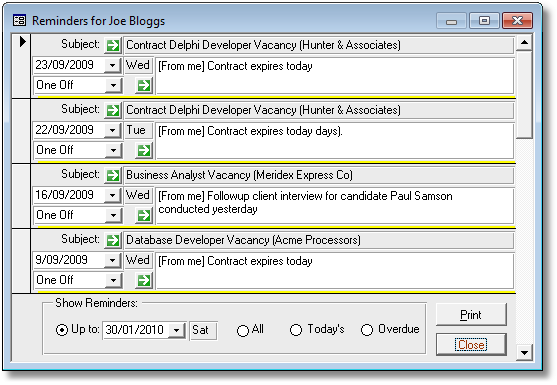 Reminders for Joe Bloggs
Subject: Contract Delphi Developer Vacancy (Hunter & Associates)
23/09/2009 Wed [From me] Contract expires today
One Off
Subject: Contract Delphi Developer Vacancy (Hunter & Associates)
22/09/2009 Tue [From me] Contract expires today days).
One Off
Subject: Business Analyst Vacancy (Meridex Express Co)
16/09/2009 Wed [From me] Followup client interview for candidate Paul Samson
One Off conducted yesterday
Subject: Database Developer Vacancy (Acme Processors)
9/09/2009 Wed [From me] Contract expires today
One Off
Show Reminders:
Up to: 30/01/2010 Sat All Today's Overdue
Print
Close